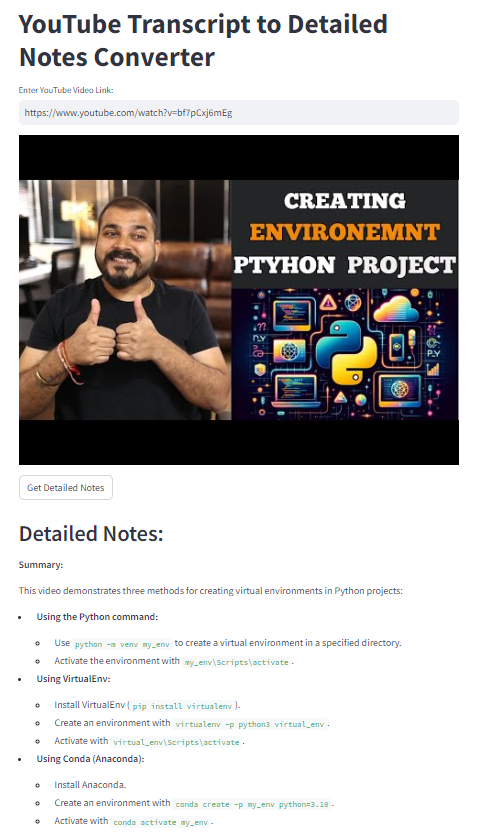 YouTube Transcript to Detailed
Notes Converter
Enter YouTube Video Link:
https://www.youtube.com/watch?v=bf7pCxj6mEg
CREATING
ENVIRONEMNT
PTYHON PROJECT
Get Detailed Notes
Detailed Notes:
Summary:
This video demonstrates three methods for creating virtual environments in Python projects:
• Using the Python command:
Use python -m venv my_env to create a virtual environment in a specified directory.
Activate the environment with my_env\Scripts\activate .
• Using VirtualEnv:
Install VirtualEnv ( pip install virtualenv ).
Create an environment with virtualenv -p python3 virtual_env .
Activate with virtual_env\Scripts\activate .
• Using Conda (Anaconda):
Install Anaconda.
Create an environment with conda create -p my_env python=3.10 .
Activate with conda activate my_env .